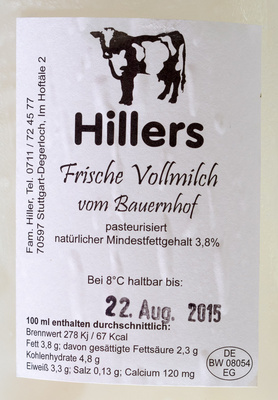 Hillers
Frische Vollmilch
vom Bauernhof
pasteurisiert
natürlicher Mindestfettgehalt 3,8%
Bei 8°C haltbar bis:
22. Aug. 2015
100 ml enthalten durchschnittlich:
Brennwert 278 Kj / 67 Kcal
Fett 3,8 g; davon gesättigte Fettsäure 2,3 g
Kohlenhydrate 4,8 g
Eiweiß 3,3 g; Salz 0,13 g; Calcium 120 mg
DE
BW 08054
EG
Fam. Hiller, Tel. 0711 / 72 45 77
70597 Stuttgart-Degerloch, Im Hoftäle 2